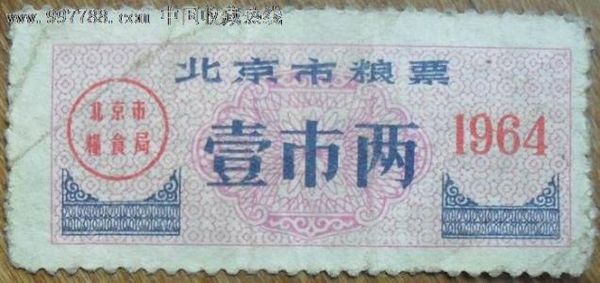 www.997788.com 中国收藏热线
北京市粮票
北京市
粮食局
壹市两
1964